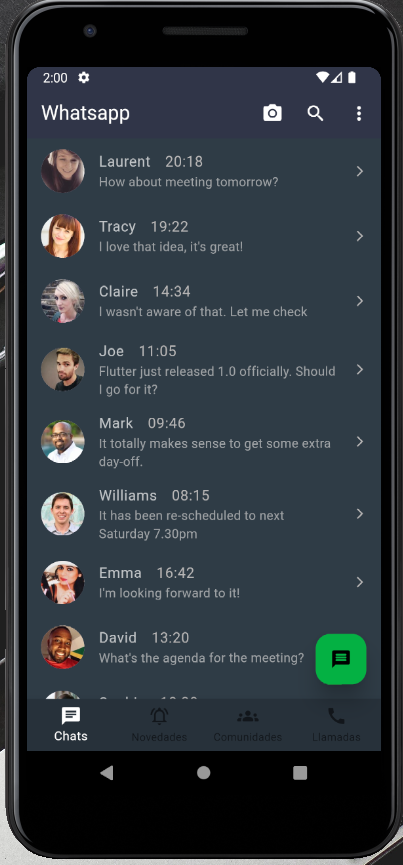 2:00
Whatsapp
Laurent 20:18
How about meeting tomorrow?
Tracy 19:22
I love that idea, it's great!
Claire 14:34
I wasn't aware of that. Let me check
Joe 11:05
Flutter just released 1.0 officially. Should
I go for it?
Mark 09:46
It totally makes sense to get some extra
day-off.
Williams 08:15
It has been re-scheduled to next
Saturday 7.30pm
Emma 16:42
I'm looking forward to it!
David 13:20
What's the agenda for the meeting?
Chats
Novedades
Comunidades
Llamadas